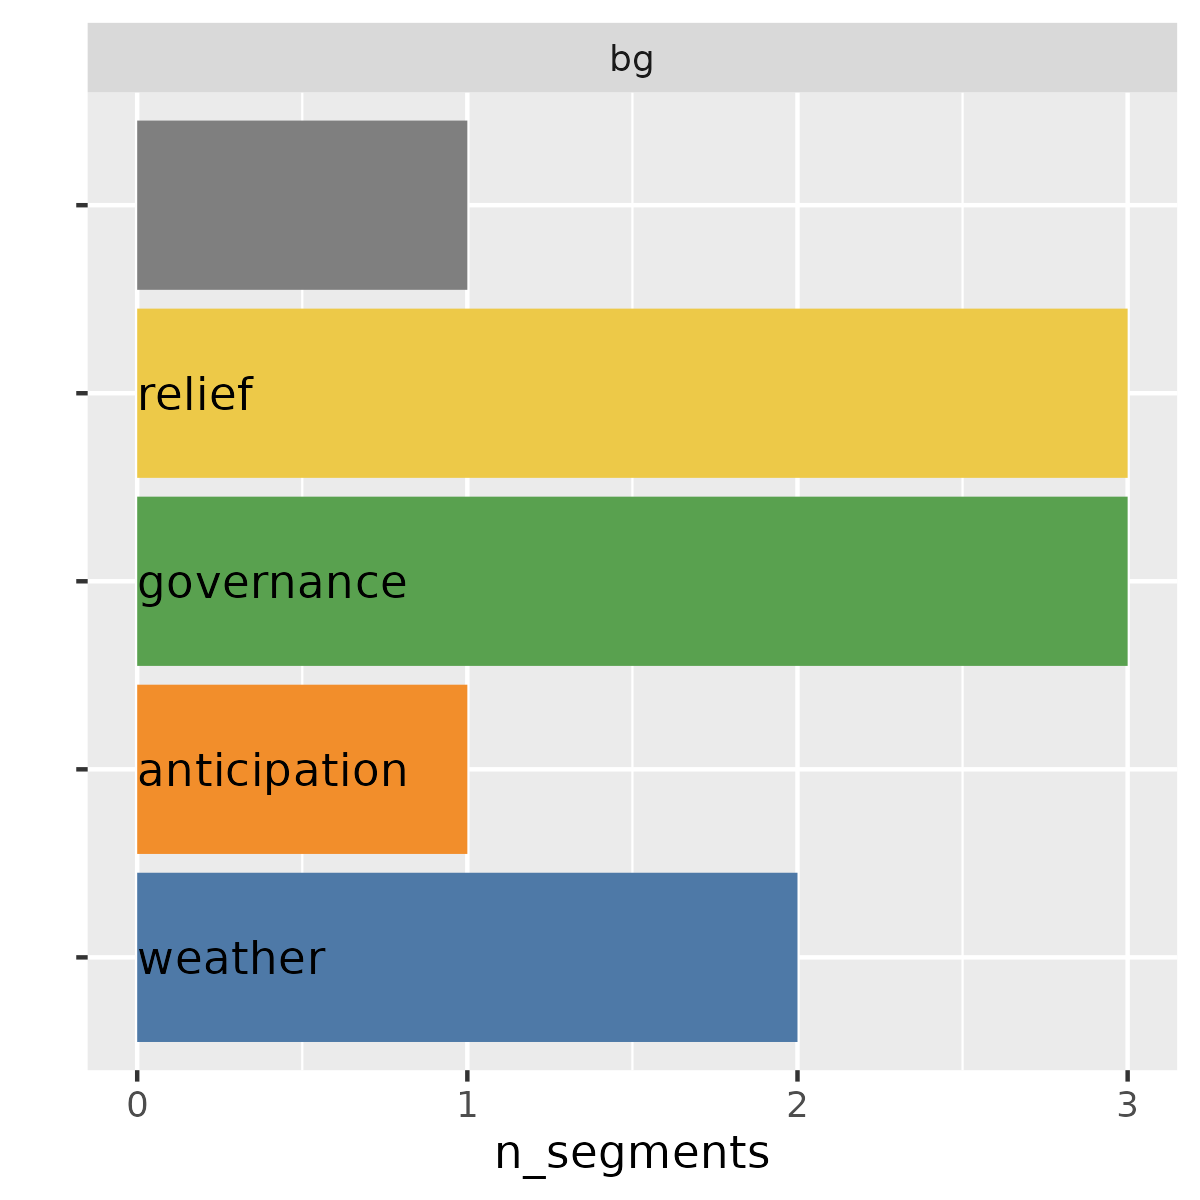 bg
relief
governance
anticipation
weather
0 1 2 3
n_segments